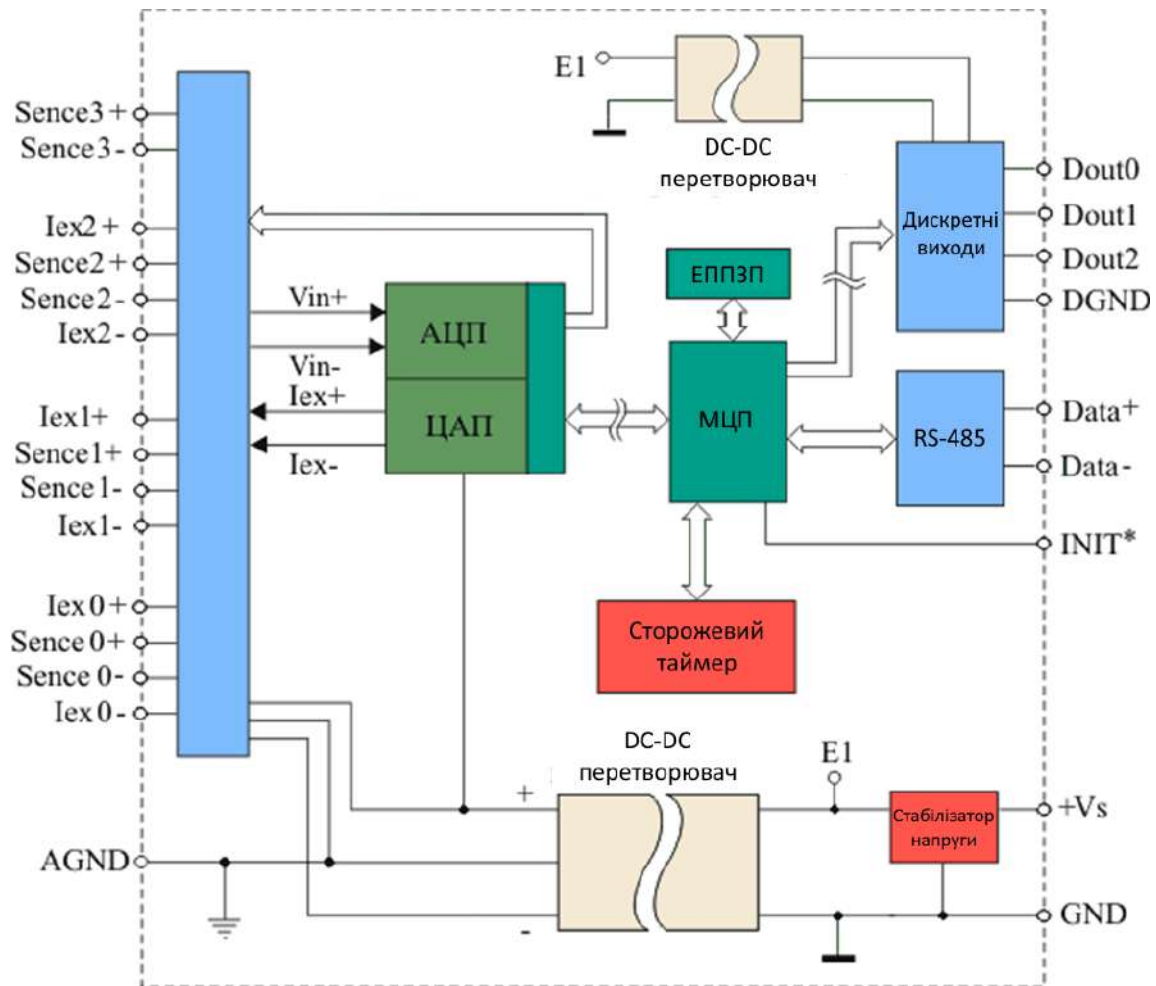 E1
DC-DC
перетворювач
Sence3+
Sence3-
Iex2+
Sence2+
Sence2-
Iex2-
Iex1+
Sence1+
Sence1-
Iex1-
Iex0+
Sence0+
Sence0-
Iex0-
AGND
Vin+
Vin-
Iex+
Iex-
АЦП
ЦАП
ЕППЗП
МЦП
Сторожевий
таймер
Дискретні
виходи
RS-485
Dout0
Dout1
Dout2
DGND
Data+
Data-
INIT*
DC-DC
перетворювач
+
-
E1
Стабілізатор
напруги
+Vs
GND